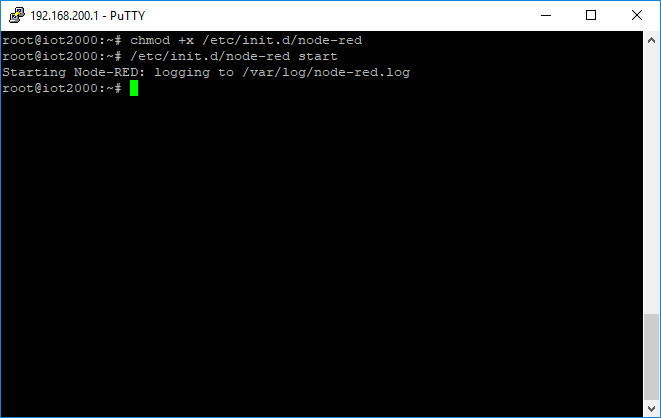 192.168.200.1 - PuTTY
root@iot2000:~# chmod +x /etc/init.d/node-red
root@iot2000:~# /etc/init.d/node-red start
Starting Node-RED: logging to /var/log/node-red.log
root@iot2000:~#